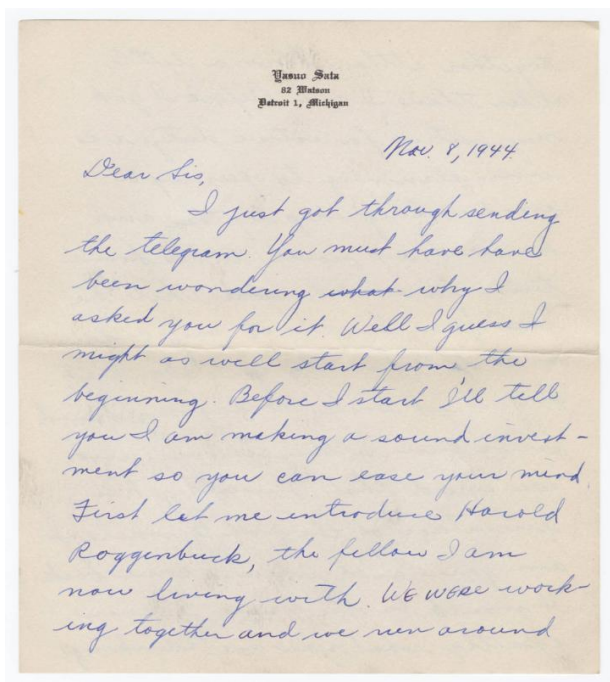 Yasuo Sata
82 Watson
Detroit 1, Michigan
Nov. 8, 1944
Dear Sis,
I just got through sending
the telegram. You must have have
been wondering what why I
asked you for it. Well I guess I
might as well start from the
beginning. Before I start I'll tell
you I am making a sound invest-
ment so you can ease your mind.
First let me introduce Harold
Roggenbuck, the fellow I am
now living with. WE WERE work-
ing together and we run around